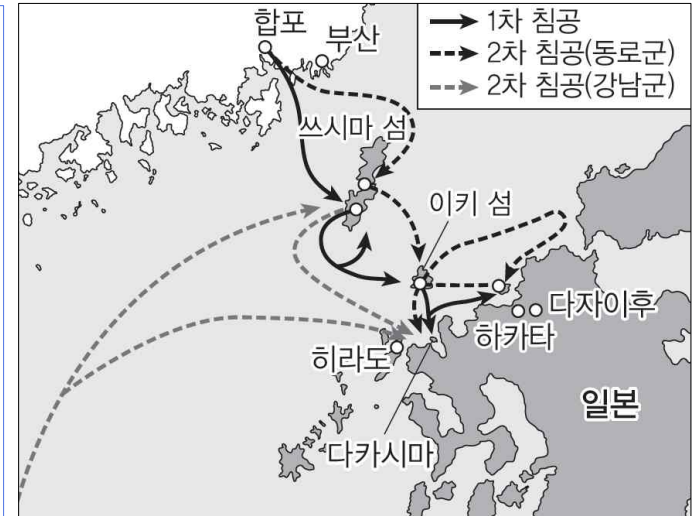 합포
부산
1차 침공
2차 침공(동로군)
2차 침공(강남군)
쓰시마 섬
이키 섬
다자이후
하카타
히라도
일본
다카시마